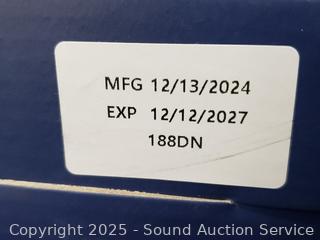 MFG 12/13/2024
EXP 12/12/2027
188DN
Copyright 2025 - Sound Auction Service